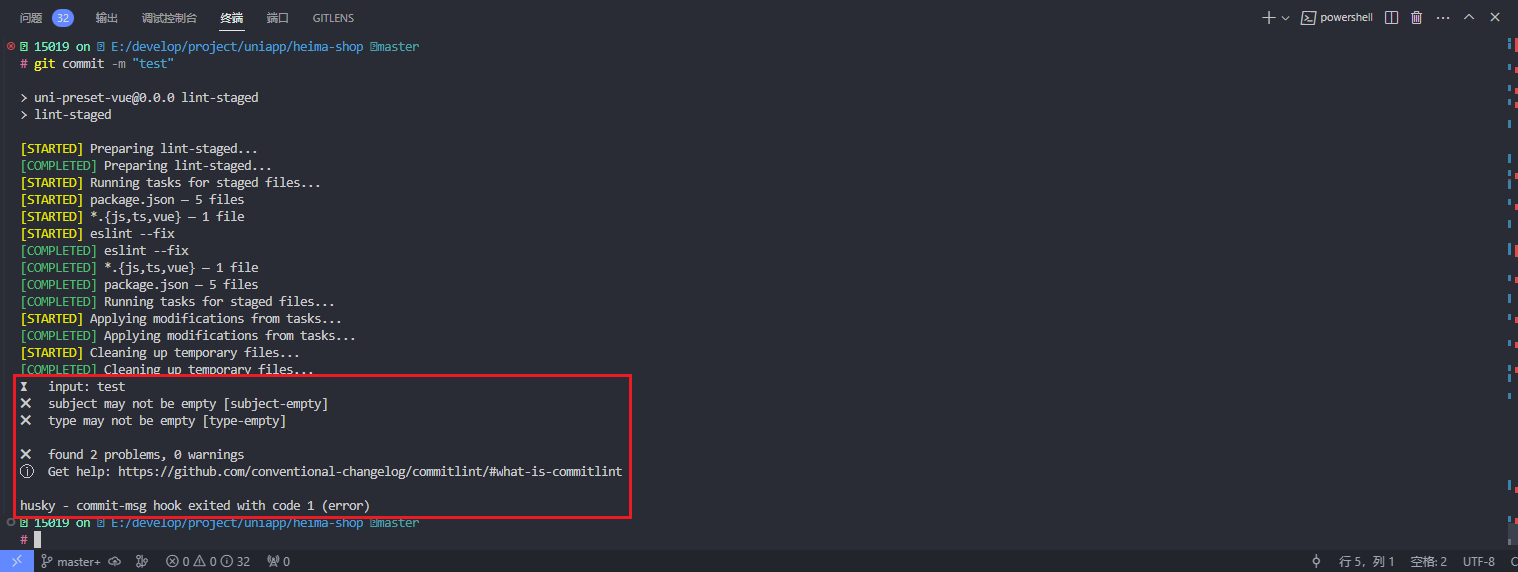 问题 32 输出 调试控制台 终端 端口 GITLENS powershell
15019 on E:/develop/project/uniapp/heima-shop master
# git commit -m "test"
> uni-preset-vue@0.0.0 lint-staged
> lint-staged
[STARTED] Preparing lint-staged...
[COMPLETED] Preparing lint-staged...
[STARTED] Running tasks for staged files...
[STARTED] package.json — 5 files
[STARTED] *.{js,ts,vue} — 1 file
[STARTED] eslint --fix
[COMPLETED] eslint --fix
[COMPLETED] *.{js,ts,vue} — 1 file
[COMPLETED] package.json — 5 files
[COMPLETED] Running tasks for staged files...
[STARTED] Applying modifications from tasks...
[COMPLETED] Applying modifications from tasks...
[STARTED] Cleaning up temporary files...
[COMPLETED] Cleaning up temporary files...
⧗ input: test
✖ subject may not be empty [subject-empty]
✖ type may not be empty [type-empty]
✖ found 2 problems, 0 warnings
ⓘ Get help: https://github.com/conventional-changelog/commitlint/#what-is-commitlint
husky - commit-msg hook exited with code 1 (error)
15019 on E:/develop/project/uniapp/heima-shop master
#
master+ 0 0 32 0 行 5，列 1 空格: 2 UTF-8